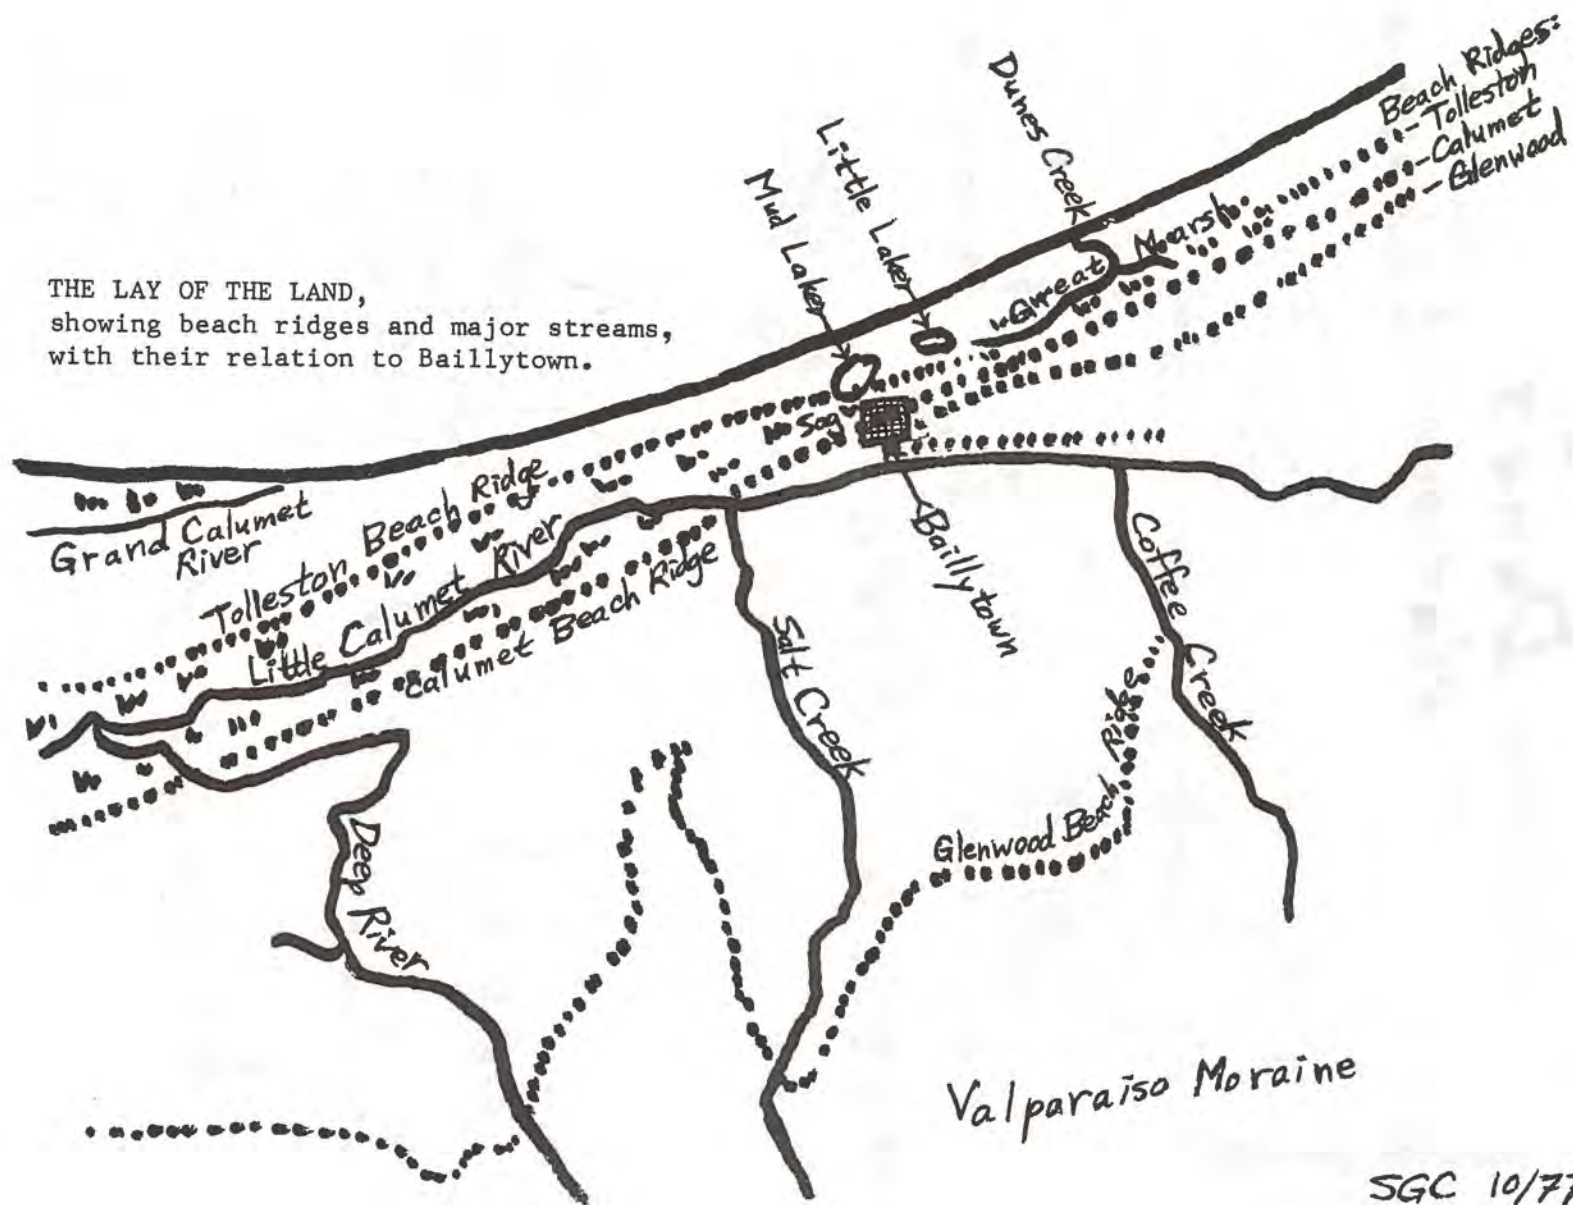 THE LAY OF THE LAND,
showing beach ridges and major streams,
with their relation to Baillytown.
Beach Ridges:
-Tolleston
-Calumet
-Glenwood
Dunes Creek
Little Lake
Mud Lake
Great Marsh
Sag
Grand Calumet
River
Tolleston Beach Ridge
Little Calumet River
Calumet Beach Ridge
Baillytown
Salt Creek
Coffee Creek
Deep River
Glenwood Beach Ridge
Valparaiso Moraine
SGC 10/77